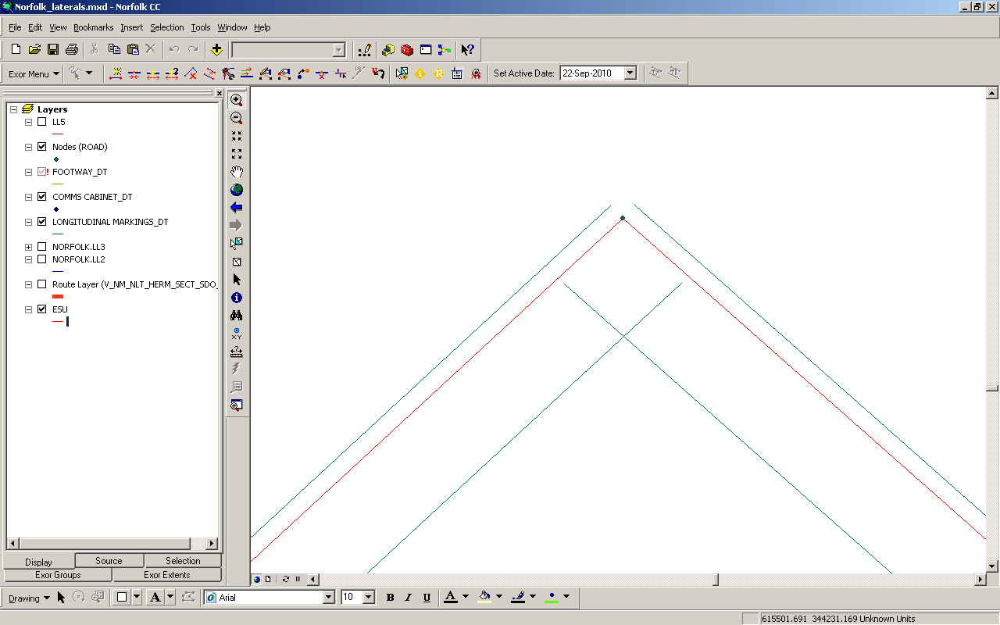 Norfolk_laterals.mxd - Norfolk CC
File Edit View Bookmarks Insert Selection Tools Window Help
Exor Menu Set Active Date: 22-Sep-2010
Layers
LL5
Nodes (ROAD)
FOOTWAY_DT
COMMS CABINET_DT
LONGITUDINAL MARKINGS_DT
NORFOLK.LL3
NORFOLK.LL2
Route Layer (V_NM_NLT_HERM_SECT_SDO_
ESU
Display Source Selection
Exor Groups Exor Extents
Drawing A Arial 10 B I U A
615501.691 344231.169 Unknown Units